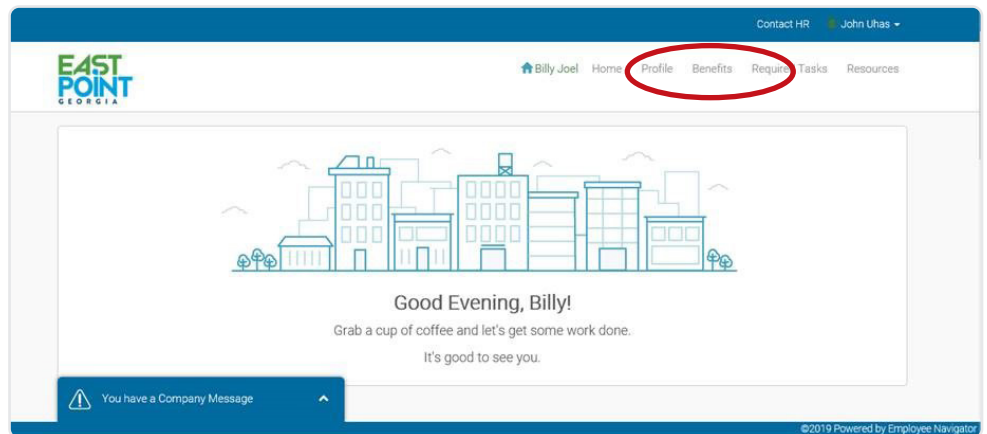 Contact HR John Uhas
EAST
POINT
GEORGIA
Billy Joel Home Profile Benefits Require Tasks Resources
Good Evening, Billy!
Grab a cup of coffee and let's get some work done.
It's good to see you.
You have a Company Message
©2019 Powered by Employee Navigator